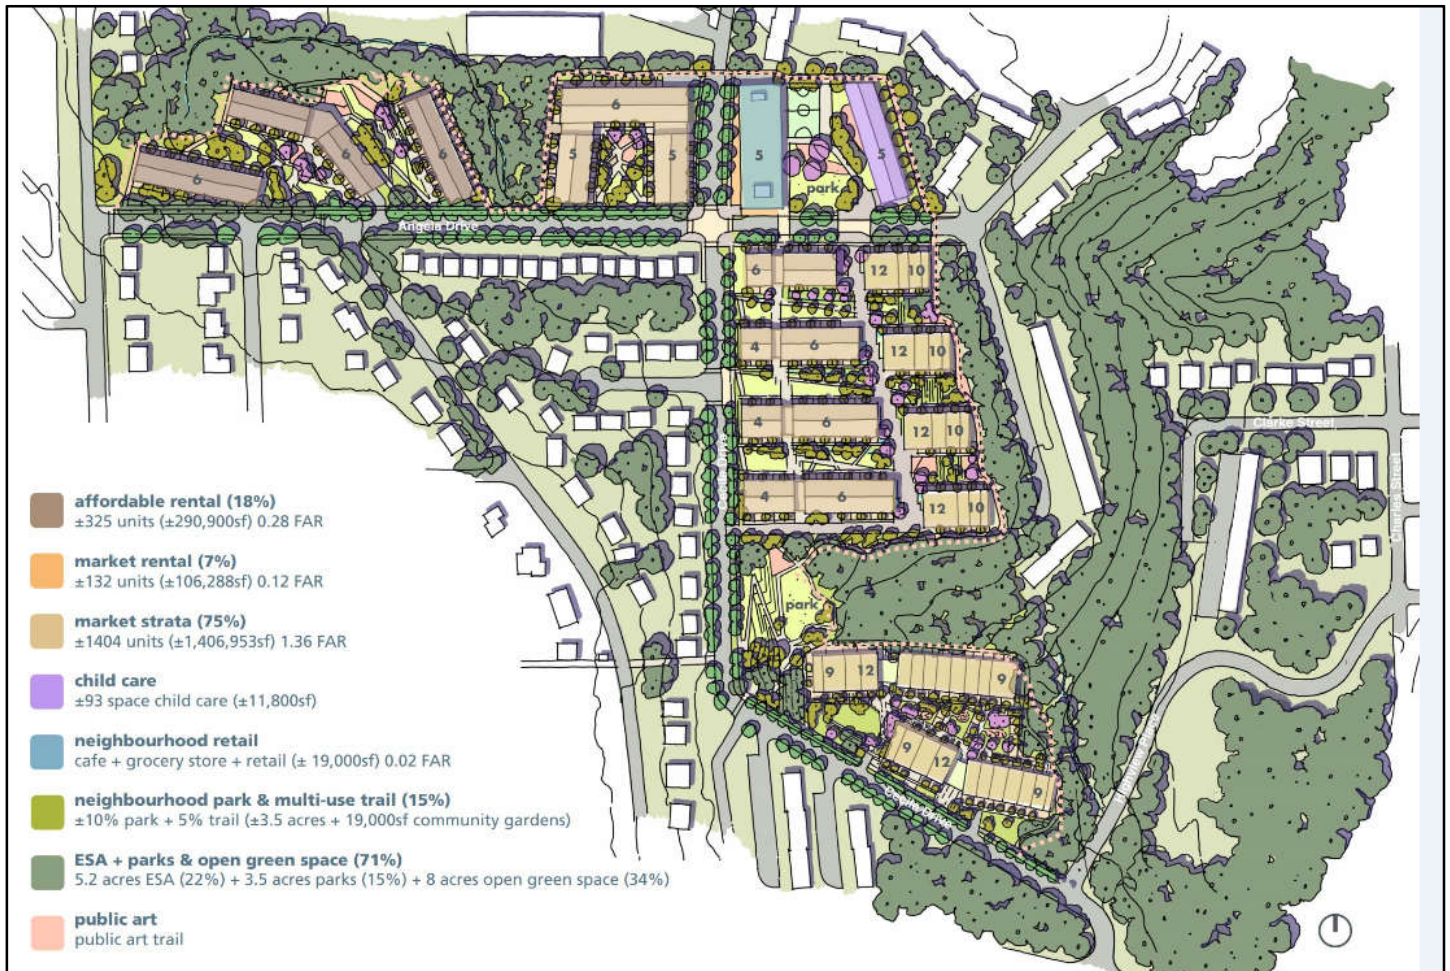 6
6
6
6
5
5
5
park
5
Angela Drive
6
12
10
4
6
12
10
4
6
12
10
4
6
12
10
Clarke Street
Charles Street
park
9
12
9
9
12
9
affordable rental (18%)
±325 units (±290,900sf) 0.28 FAR
market rental (7%)
±132 units (±106,288sf) 0.12 FAR
market strata (75%)
±1404 units (±1,406,953sf) 1.36 FAR
child care
±93 space child care (±11,800sf)
neighbourhood retail
cafe + grocery store + retail (± 19,000sf) 0.02 FAR
neighbourhood park & multi-use trail (15%)
±10% park + 5% trail (±3.5 acres + 19,000sf community gardens)
ESA + parks & open green space (71%)
5.2 acres ESA (22%) + 3.5 acres parks (15%) + 8 acres open green space (34%)
public art
public art trail